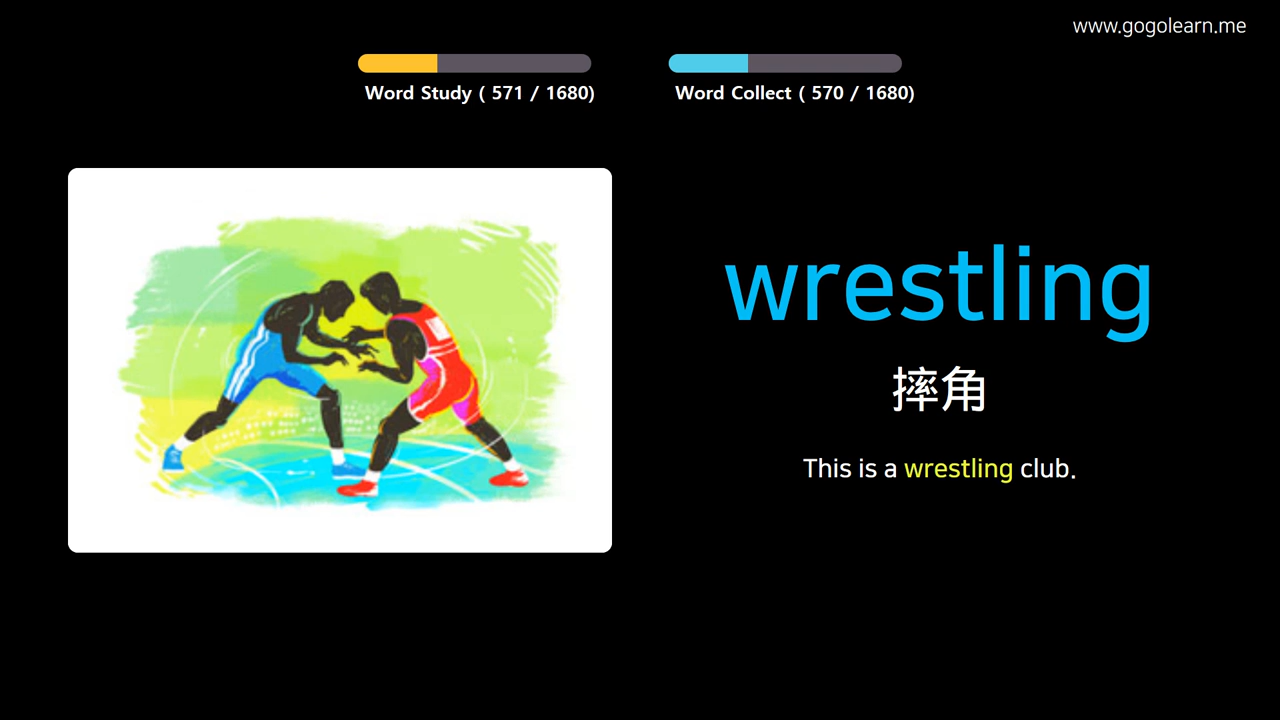 www.gogolearn.me
Word Study ( 571 / 1680)
Word Collect ( 570 / 1680)
wrestling
摔角
This is a wrestling club.